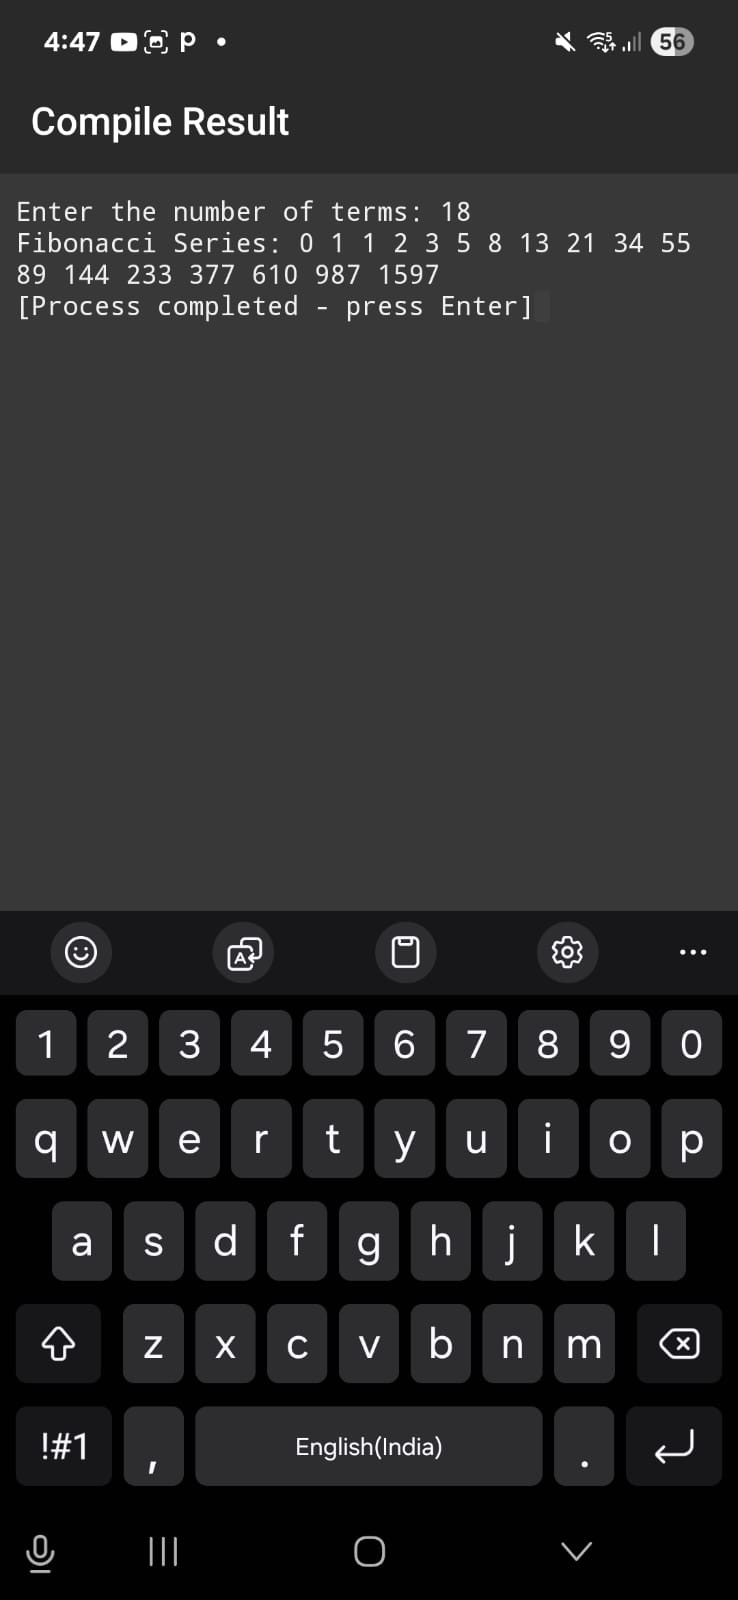 4:47 p 5 56
Compile Result
Enter the number of terms: 18
Fibonacci Series: 0 1 1 2 3 5 8 13 21 34 55
89 144 233 377 610 987 1597
[Process completed - press Enter]
A
1 2 3 4 5 6 7 8 9 0
q w e r t y u i o p
a s d f g h j k l
z x c v b n m
!#1 , English(India) .